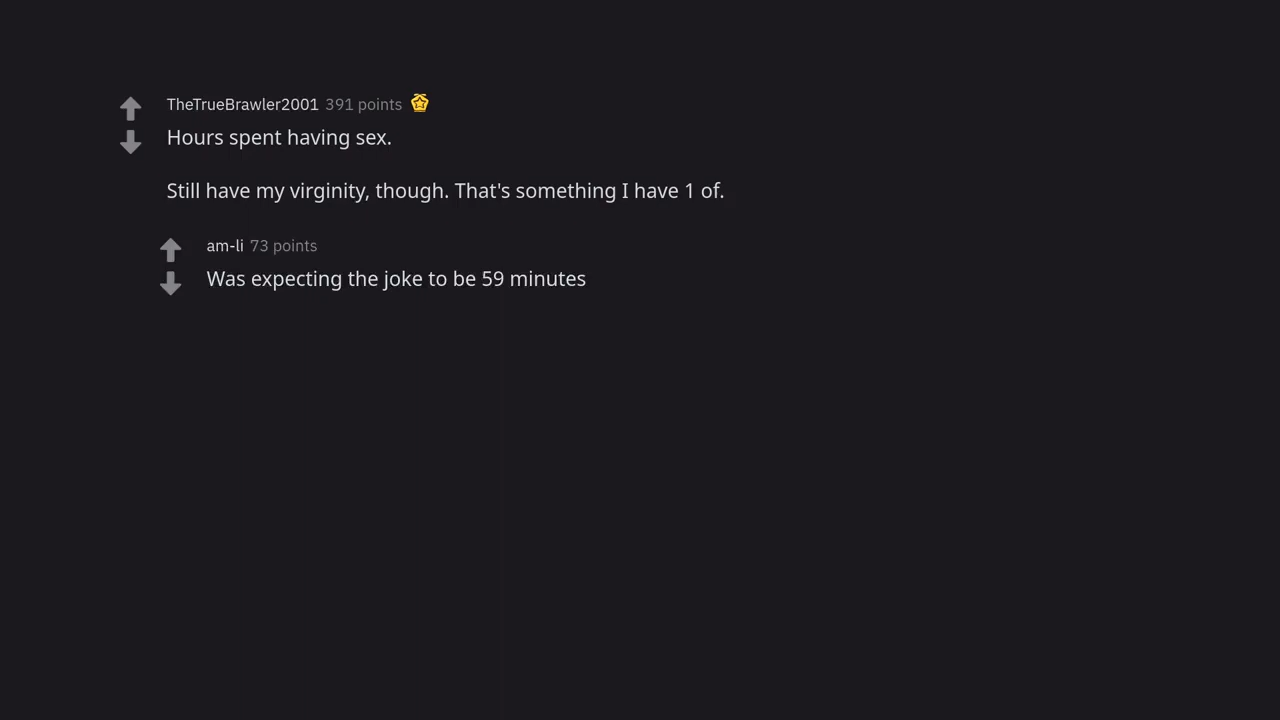 TheTrueBrawler2001 391 points
Hours spent having sex.
Still have my virginity, though. That's something I have 1 of.
am-li 73 points
Was expecting the joke to be 59 minutes